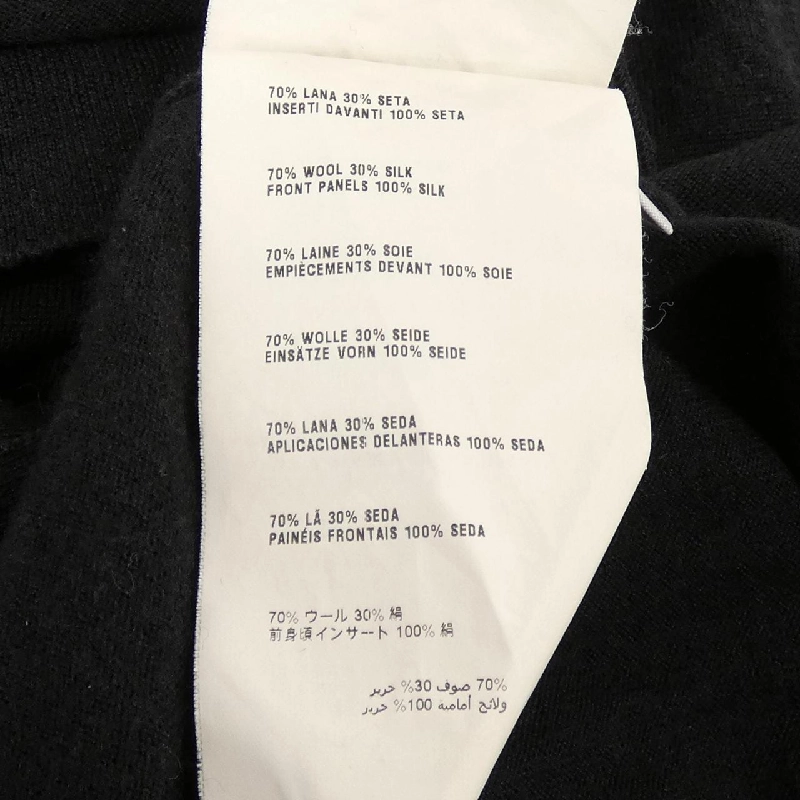 70% LANA 30% SETA
INSERTI DAVANTI 100% SETA
70% WOOL 30% SILK
FRONT PANELS 100% SILK
70% LAINE 30% SOIE
EMPIÈCEMENTS DEVANT 100% SOIE
70% WOLLE 30% SEIDE
EINSÄTZE VORN 100% SEIDE
70% LANA 30% SEDA
APLICACIONES DELANTERAS 100% SEDA
70% LÃ 30% SEDA
PAINÉIS FRONTAIS 100% SEDA
70% ウール 30% 絹
前身頃インサート 100% 絹
70% صوف 30% حرير
ولائج أمامية 100% حرير